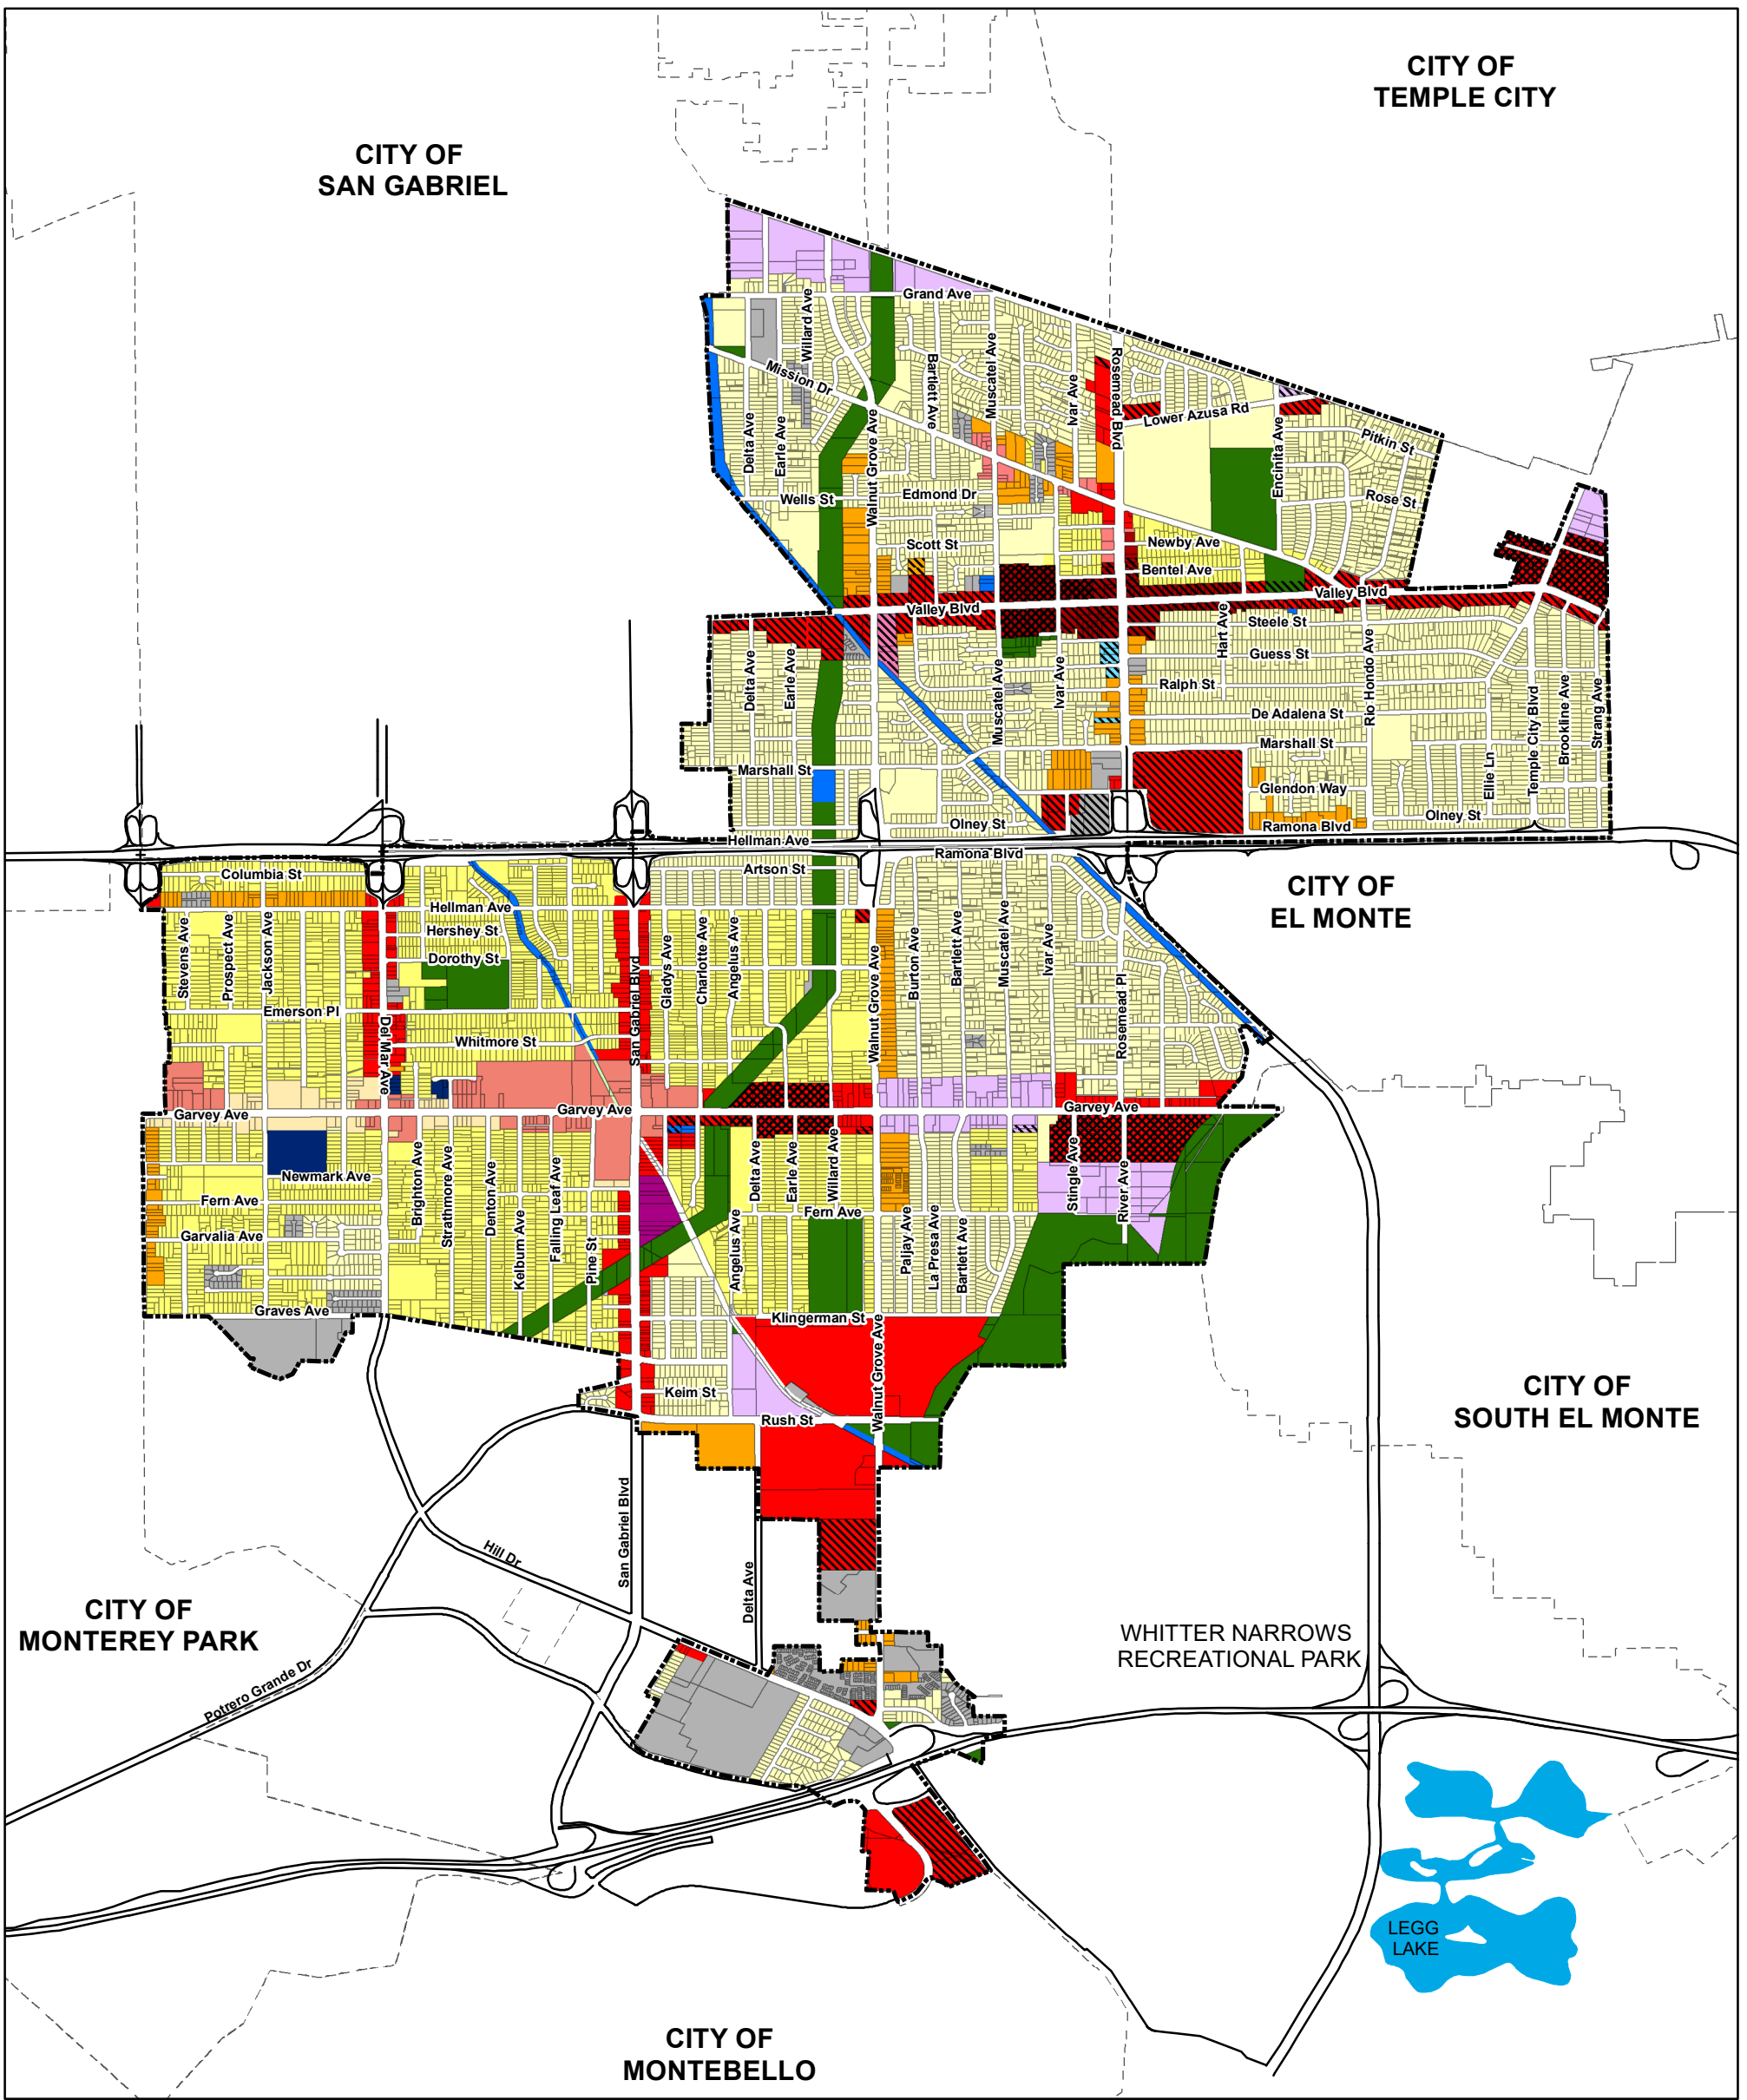 CITY OF
TEMPLE CITY
CITY OF
SAN GABRIEL
Grand Ave
Willard Ave
Mission Dr
Bartlett Ave
Muscatel Ave
Ivar Ave
Rosemead Blvd
Lower Azusa Rd
Encinita Ave
Pitkin St
Rose St
Delta Ave
Earle Ave
Walnut Grove Ave
Wells St
Edmond Dr
Scott St
Newby Ave
Bentel Ave
Valley Blvd
Valley Blvd
Hart Ave
Steele St
Guess St
Ralph St
De Adalena St
Rio Hondo Ave
Delta Ave
Earle Ave
Muscatel Ave
Ivar Ave
Temple City Blvd
Brookline Ave
Strang Ave
Ellie Ln
Marshall St
Marshall St
Glendon Way
Olney St
Ramona Blvd
Olney St
Hellman Ave
Ramona Blvd
Artson St
Columbia St
CITY OF
EL MONTE
Hellman Ave
Hershey St
Dorothy St
Stevens Ave
Prospect Ave
Jackson Ave
Gladys Ave
Charlotte Ave
Angelus Ave
Walnut Grove Ave
Burton Ave
Bartlett Ave
Muscatel Ave
Ivar Ave
Rosemead Pl
San Gabriel Blvd
Emerson Pl
Del Mar Ave
Whitmore St
Garvey Ave
Garvey Ave
Garvey Ave
Newmark Ave
Fern Ave
Garvalia Ave
Brighton Ave
Strathmore Ave
Denton Ave
Kelburn Ave
Falling Leaf Ave
Pine St
Delta Ave
Earle Ave
Willard Ave
Fern Ave
Angelus Ave
Paljay Ave
La Presa Ave
Bartlett Ave
Stingle Ave
River Ave
Graves Ave
Klingerman St
Walnut Grove Ave
Keim St
Rush St
CITY OF
SOUTH EL MONTE
San Gabriel Blvd
Delta Ave
Hill Dr
CITY OF
MONTEREY PARK
Potrero Grande Dr
WHITTER NARROWS
RECREATIONAL PARK
LEGG
LAKE
CITY OF
MONTEBELLO